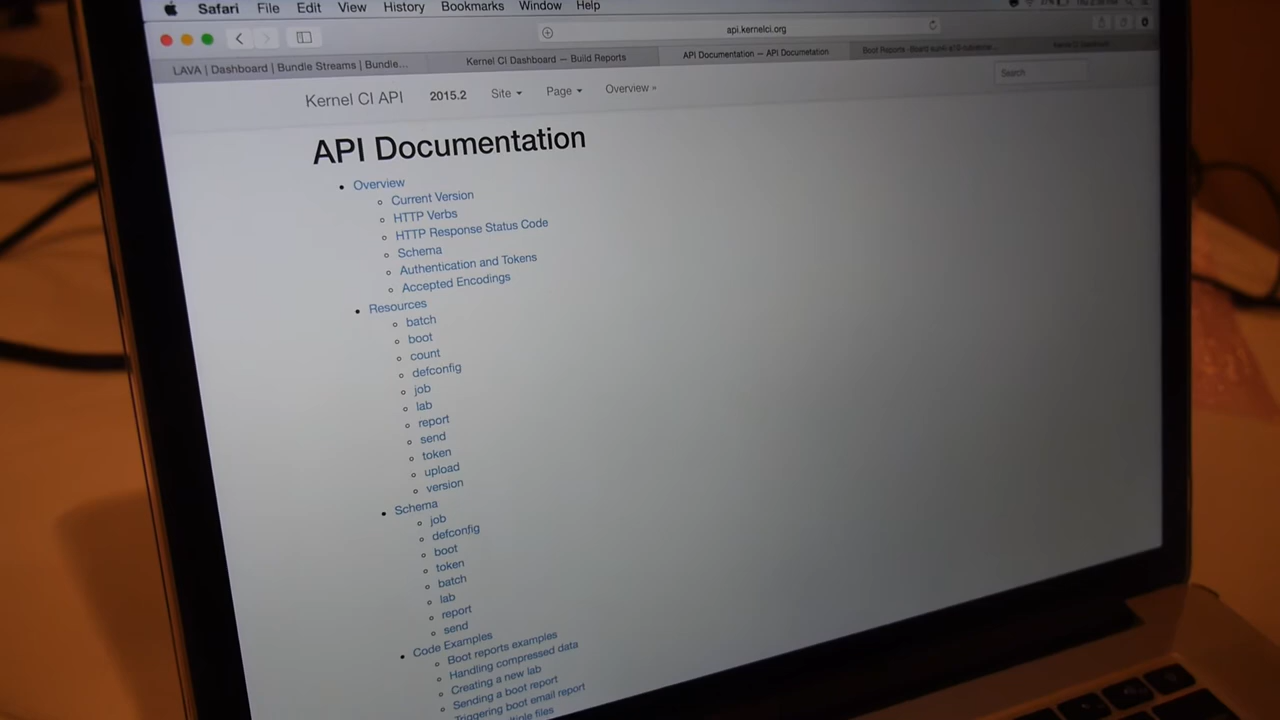 Safari File Edit View History Bookmarks Window Help
api.kernelci.org
LAVA | Dashboard | Bundle Streams | Bundle... Kernel CI Dashboard — Build Reports API Documentation — API Documetation
Kernel CI API 2015.2 Site Page Overview » Search
API Documentation
Overview
Current Version
HTTP Verbs
HTTP Response Status Code
Schema
Authentication and Tokens
Accepted Encodings
Resources
batch
boot
count
defconfig
job
lab
report
send
token
upload
version
Schema
job
defconfig
boot
token
batch
lab
report
send
Code Examples
Boot reports examples
Handling compressed data
Creating a new lab
Sending a boot report
Triggering boot email report
files